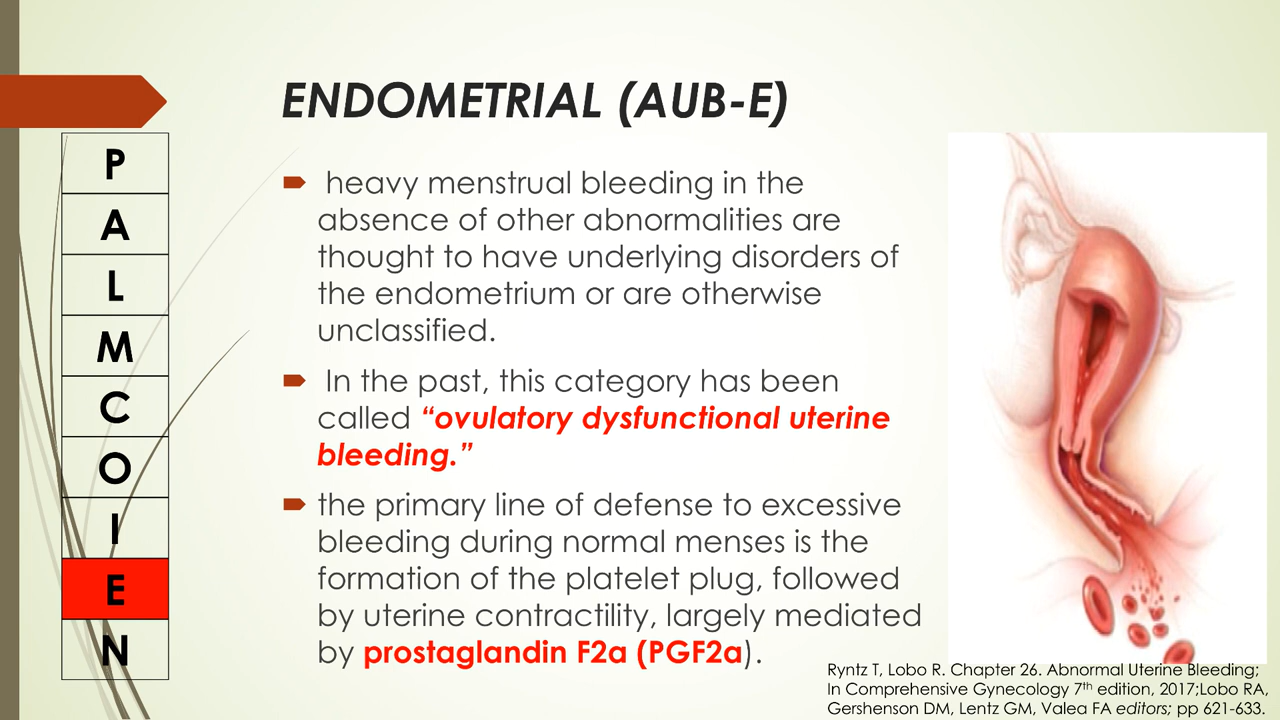 ENDOMETRIAL (AUB-E)
P
A
L
M
C
O
I
E
N
heavy menstrual bleeding in the
absence of other abnormalities are
thought to have underlying disorders of
the endometrium or are otherwise
unclassified.
In the past, this category has been
called “ovulatory dysfunctional uterine
bleeding.”
the primary line of defense to excessive
bleeding during normal menses is the
formation of the platelet plug, followed
by uterine contractility, largely mediated
by prostaglandin F2a (PGF2a).
Ryntz T, Lobo R. Chapter 26. Abnormal Uterine Bleeding;
In Comprehensive Gynecology 7th edition, 2017;Lobo RA,
Gershenson DM, Lentz GM, Valea FA editors; pp 621-633.